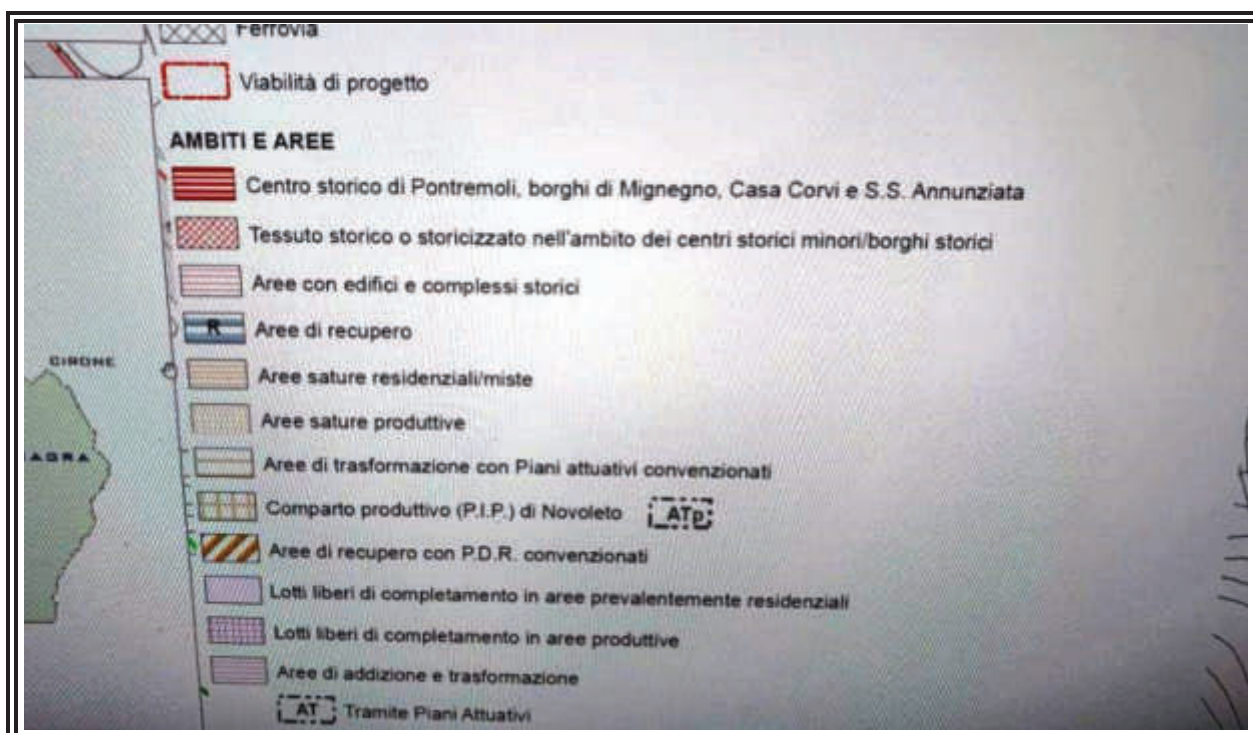 Ferrovia
Viabilità di progetto
AMBITI E AREE
Centro storico di Pontremoli, borghi di Mignegno, Casa Corvi e S.S. Annunziata
Tessuto storico o storicizzato nell'ambito dei centri storici minori/borghi storici
Aree con edifici e complessi storici
R Aree di recupero
CIRONE
Aree sature residenziali/miste
Aree sature produttive
Aree di trasformazione con Piani attuativi convenzionati
Comparto produttivo (P.I.P.) di Novoleto ATp
Aree di recupero con P.D.R. convenzionati
Lotti liberi di completamento in aree prevalentemente residenziali
Lotti liberi di completamento in aree produttive
Aree di addizione e trasformazione
AT Tramite Piani Attuativi